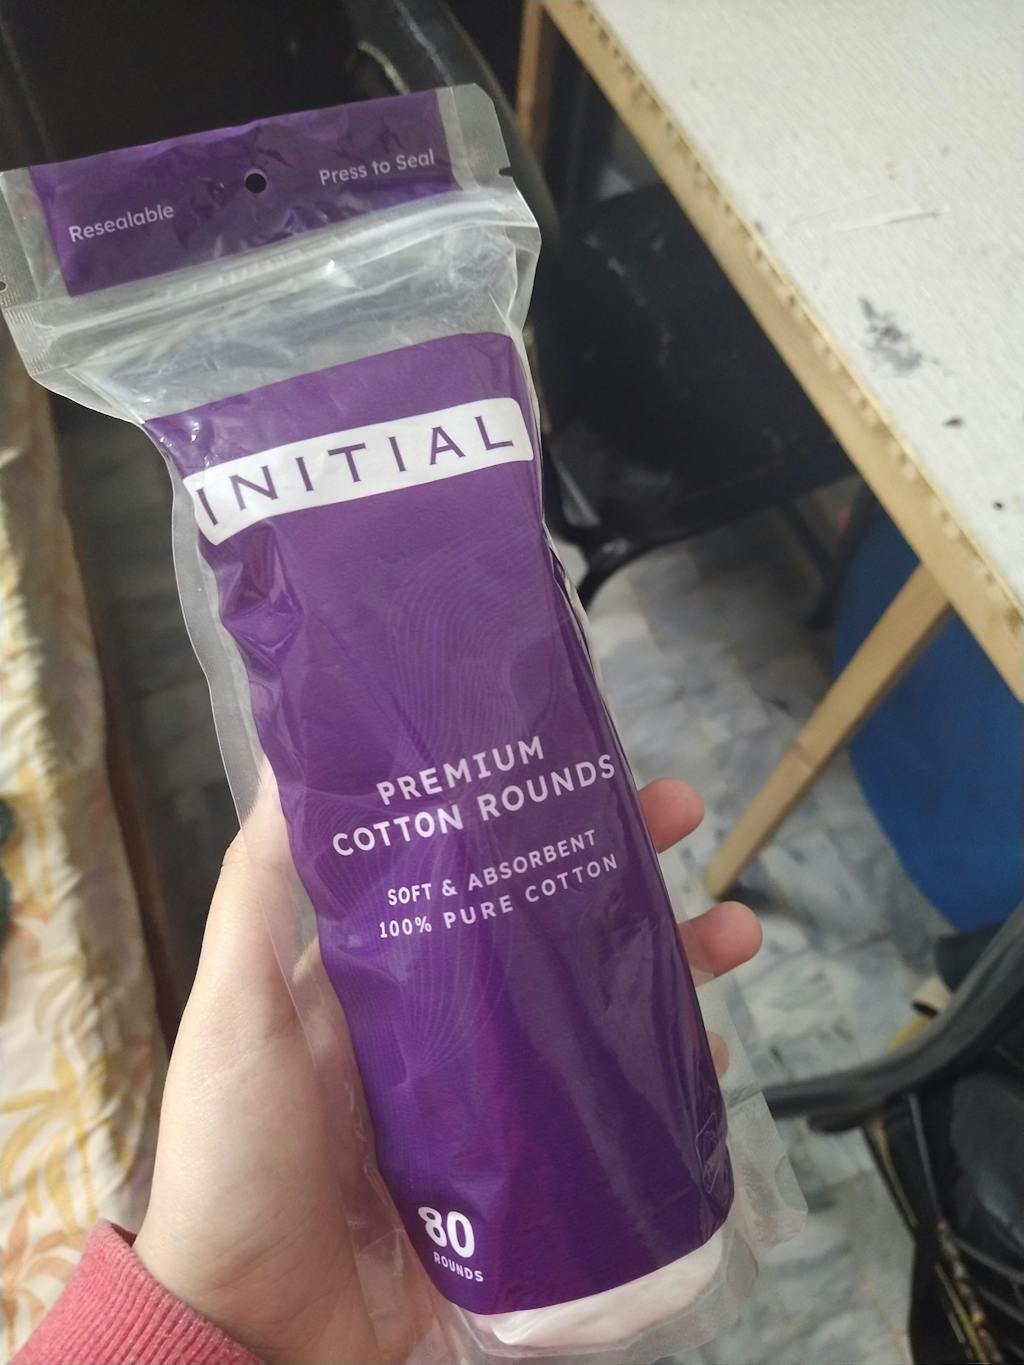 Resealable
Press to Seal
INITIAL
PREMIUM
COTTON ROUNDS
SOFT & ABSORBENT
100% PURE COTTON
80
ROUNDS